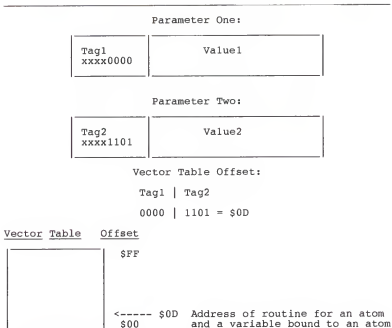 Parameter One:
Tag1 Value1
xxxx0000
Parameter Two:
Tag2 Value2
xxxx1101
Vector Table Offset:
Tag1 | Tag2
0000 | 1101 = $0D
Vector Table Offset
$FF
<----- $0D Address of routine for an atom
$00 and a variable bound to an atom